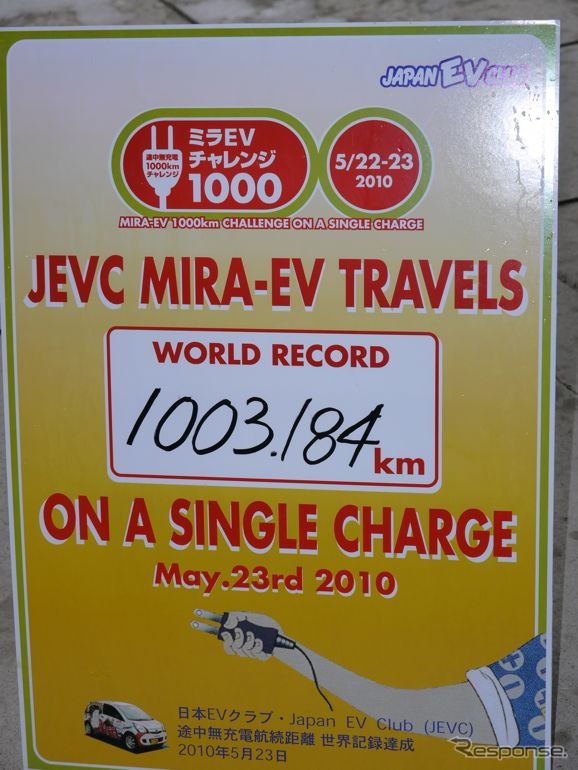 JAPAN EV CLUB
ミラEV
チャレンジ
1000
途中無充電
1000km
チャレンジ
5/22-23
2010
MIRA-EV 1000km CHALLENGE ON A SINGLE CHARGE
JEVC MIRA-EV TRAVELS
WORLD RECORD
1003.184 km
ON A SINGLE CHARGE
May.23rd 2010
日本EVクラブ・Japan EV Club (JEVC)
途中無充電航続距離 世界記録達成
2010年5月23日
Response.